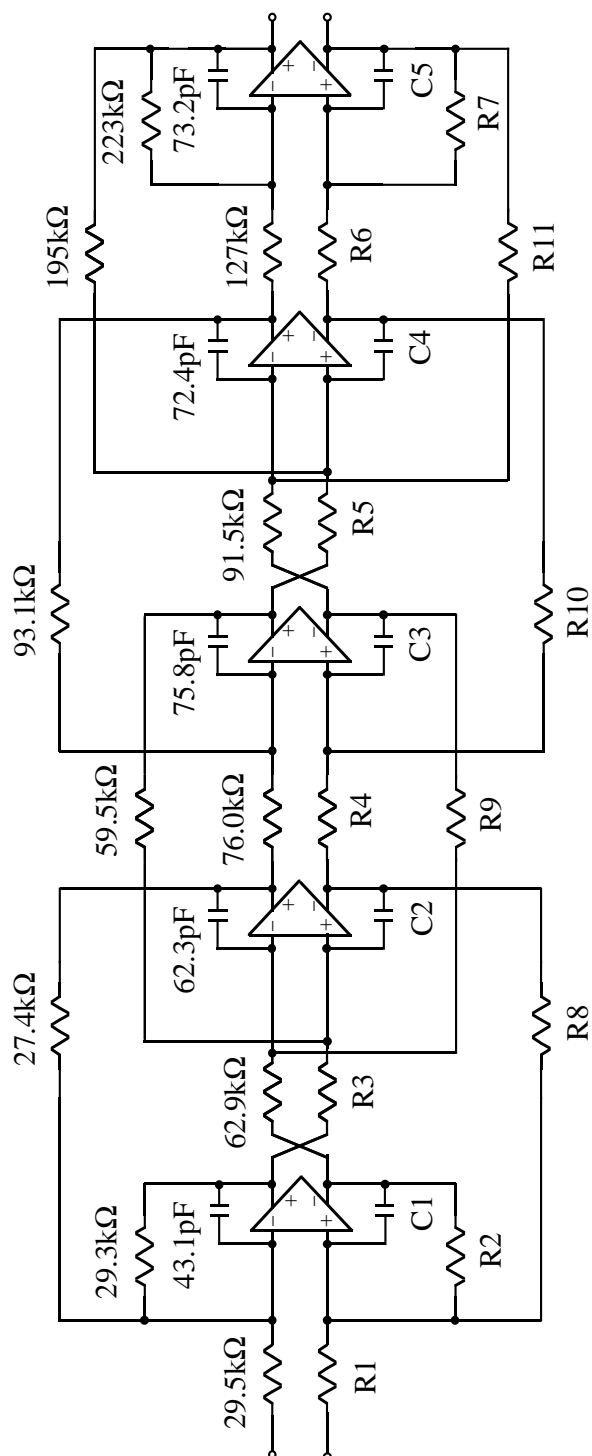 29.5kΩ
29.3kΩ
43.1pF
27.4kΩ
62.9kΩ
62.3pF
59.5kΩ
76.0kΩ
75.8pF
93.1kΩ
91.5kΩ
72.4pF
195kΩ
127kΩ
223kΩ
73.2pF
R1
R2
C1
R8
R3
C2
R4
R9
C3
R10
R5
C4
R6
R11
C5
R7
− +
+ −
− +
+ −
− +
+ −
− +
+ −
− +
+ −